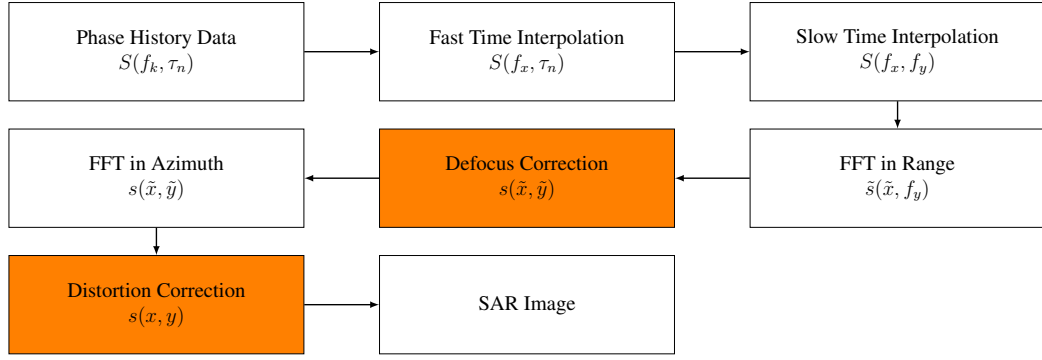 Phase History Data
S(f_k, τ_n)
Fast Time Interpolation
S(f_x, τ_n)
Slow Time Interpolation
S(f_x, f_y)
FFT in Range
s̃(x̃, f_y)
Defocus Correction
s(x̃, ỹ)
FFT in Azimuth
s(x̃, ỹ)
Distortion Correction
s(x, y)
SAR Image